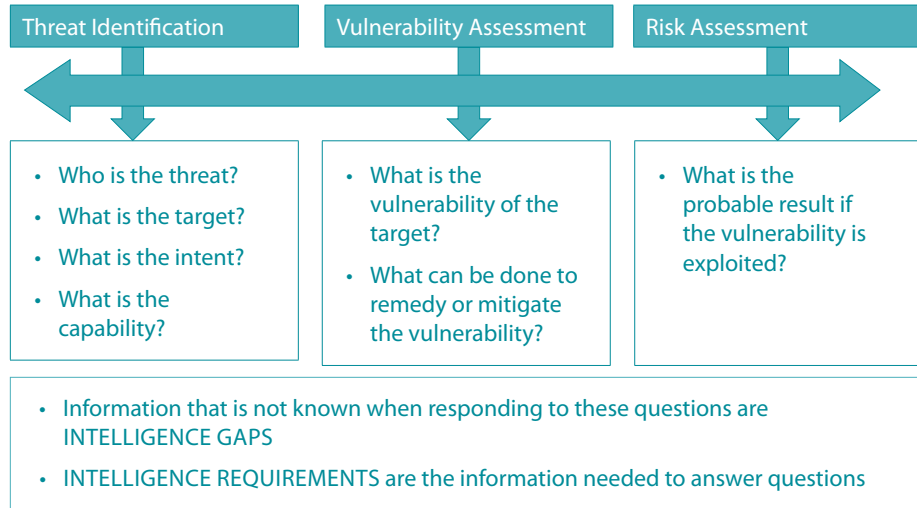 Threat Identification
Vulnerability Assessment
Risk Assessment
• Who is the threat?
• What is the target?
• What is the intent?
• What is the
capability?
• What is the
vulnerability of the
target?
• What can be done to
remedy or mitigate
the vulnerability?
• What is the
probable result if
the vulnerability is
exploited?
• Information that is not known when responding to these questions are
INTELLIGENCE GAPS
• INTELLIGENCE REQUIREMENTS are the information needed to answer questions